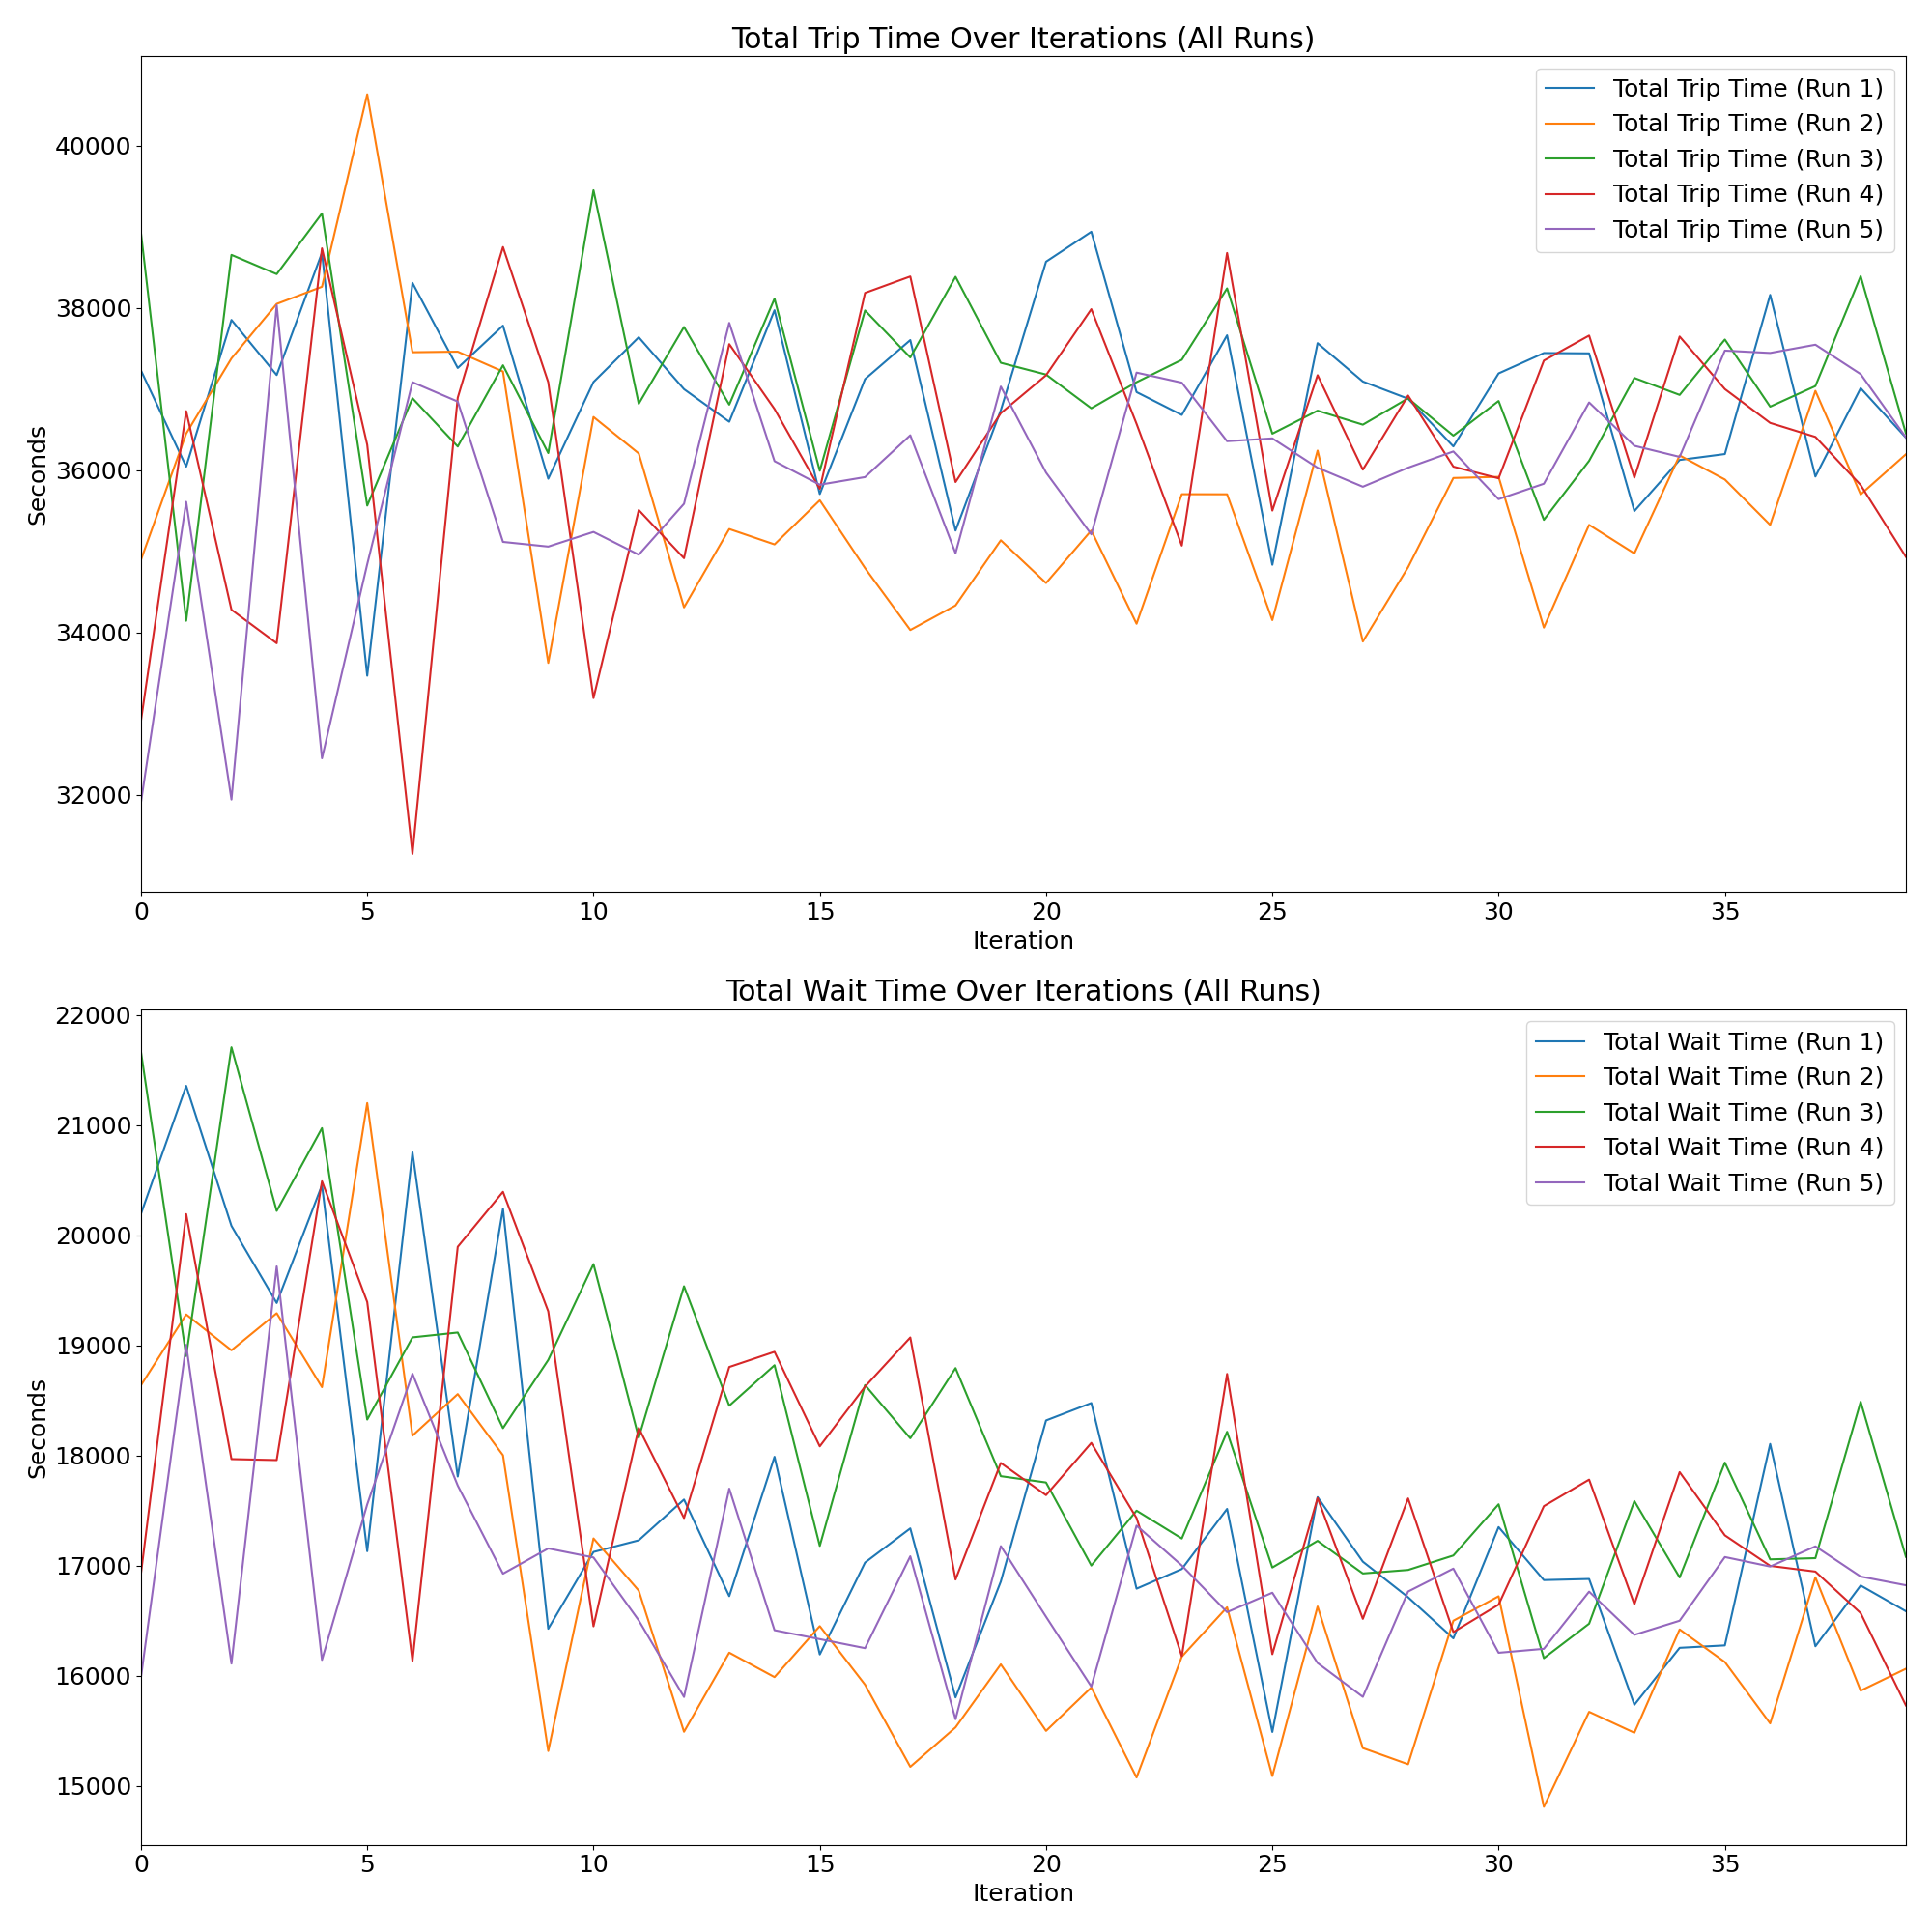 Total Trip Time Over Iterations (All Runs)
Total Trip Time (Run 1)
Total Trip Time (Run 2)
Total Trip Time (Run 3)
Total Trip Time (Run 4)
Total Trip Time (Run 5)
40000
38000
36000
34000
32000
Seconds
0 5 10 15 20 25 30 35
Iteration
Total Wait Time Over Iterations (All Runs)
Total Wait Time (Run 1)
Total Wait Time (Run 2)
Total Wait Time (Run 3)
Total Wait Time (Run 4)
Total Wait Time (Run 5)
22000
21000
20000
19000
18000
17000
16000
15000
Seconds
0 5 10 15 20 25 30 35
Iteration